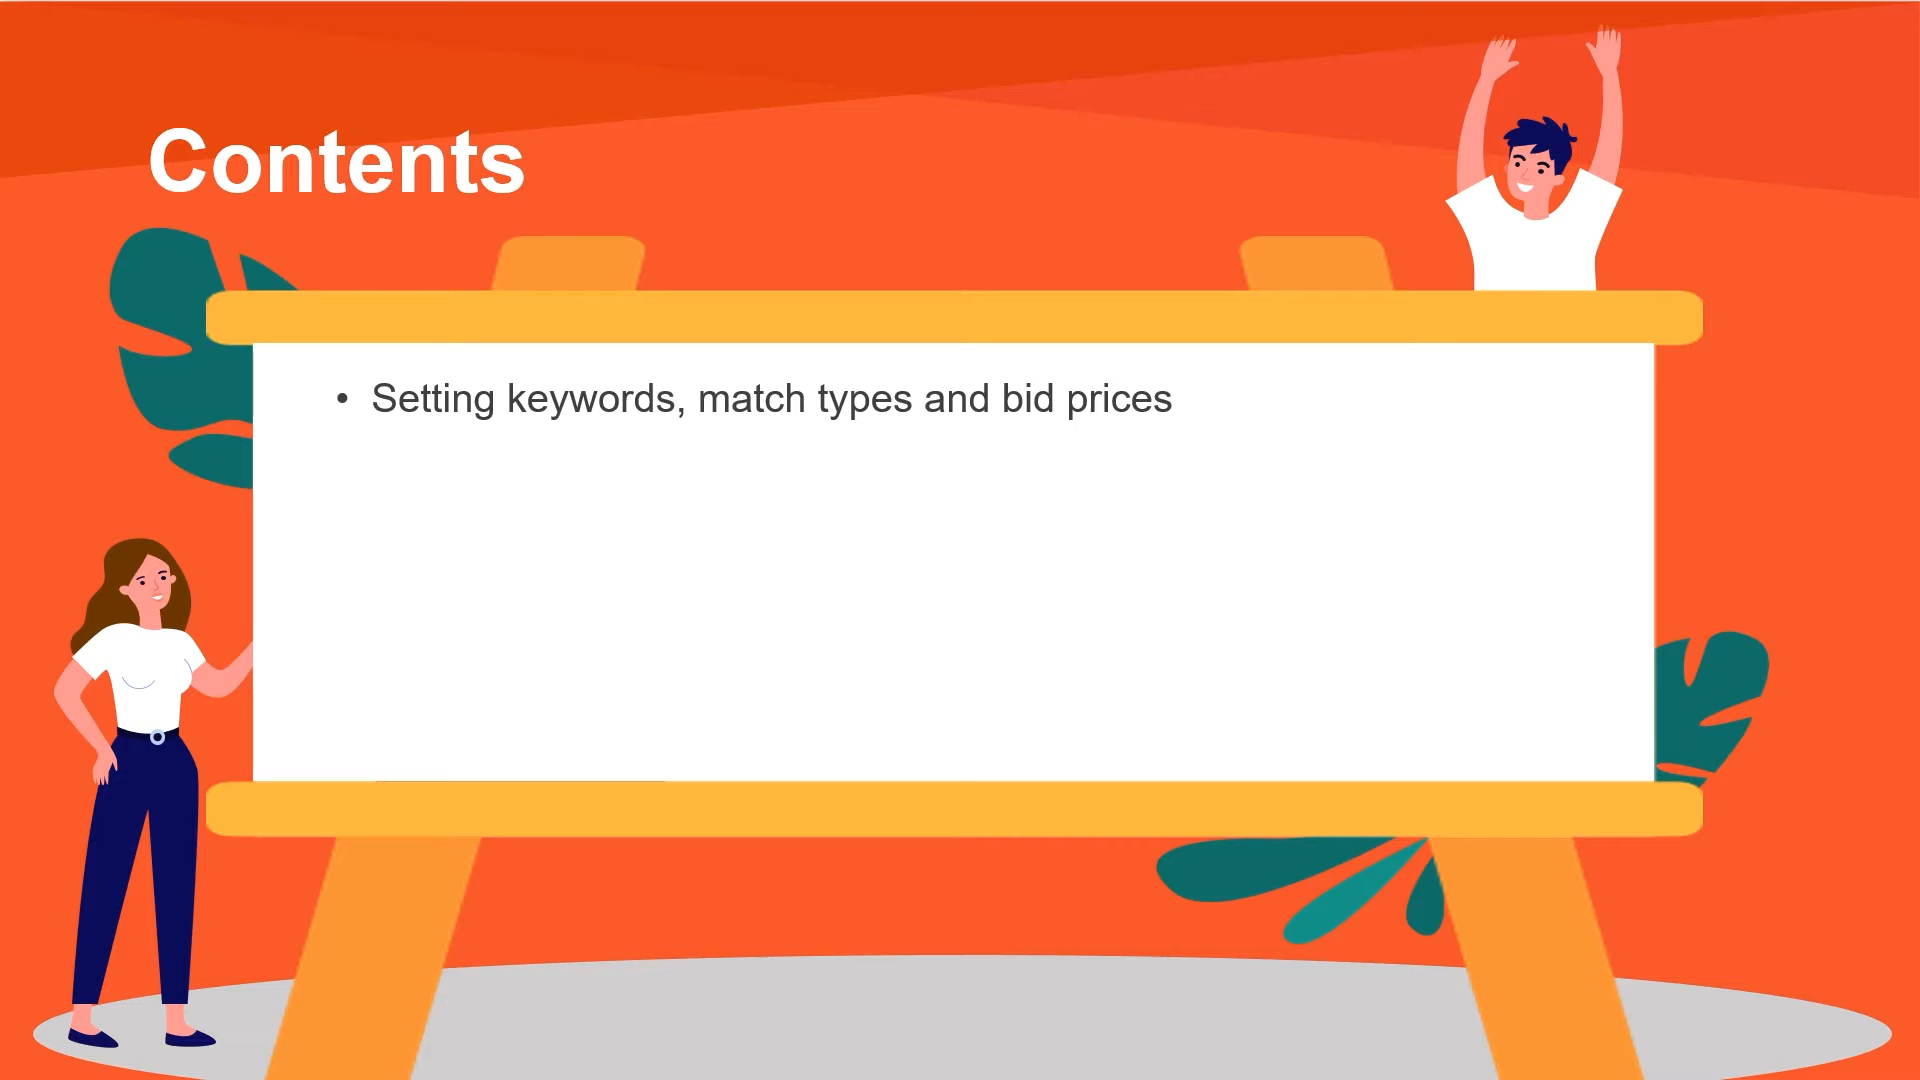 Contents
• Setting keywords, match types and bid prices